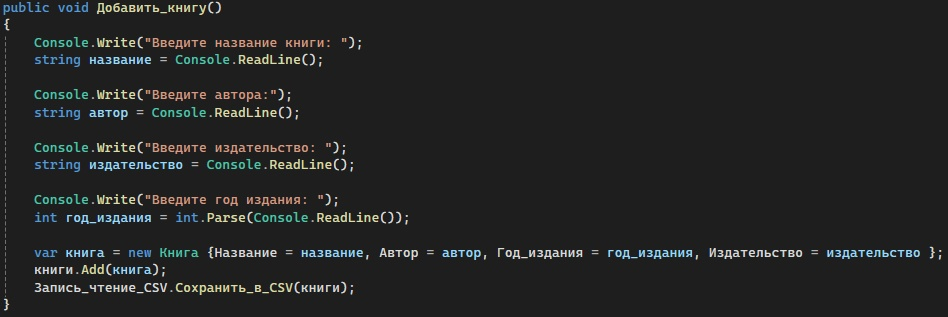 public void Добавить_книгу()
{
Console.Write("Введите название книги: ");
string название = Console.ReadLine();
Console.Write("Введите автора:");
string автор = Console.ReadLine();
Console.Write("Введите издательство: ");
string издательство = Console.ReadLine();
Console.Write("Введите год издания: ");
int год_издания = int.Parse(Console.ReadLine());
var книга = new Книга {Название = название, Автор = автор, Год_издания = год_издания, Издательство = издательство };
книги.Add(книга);
Запись_чтение_CSV.Сохранить_в_CSV(книги);
}